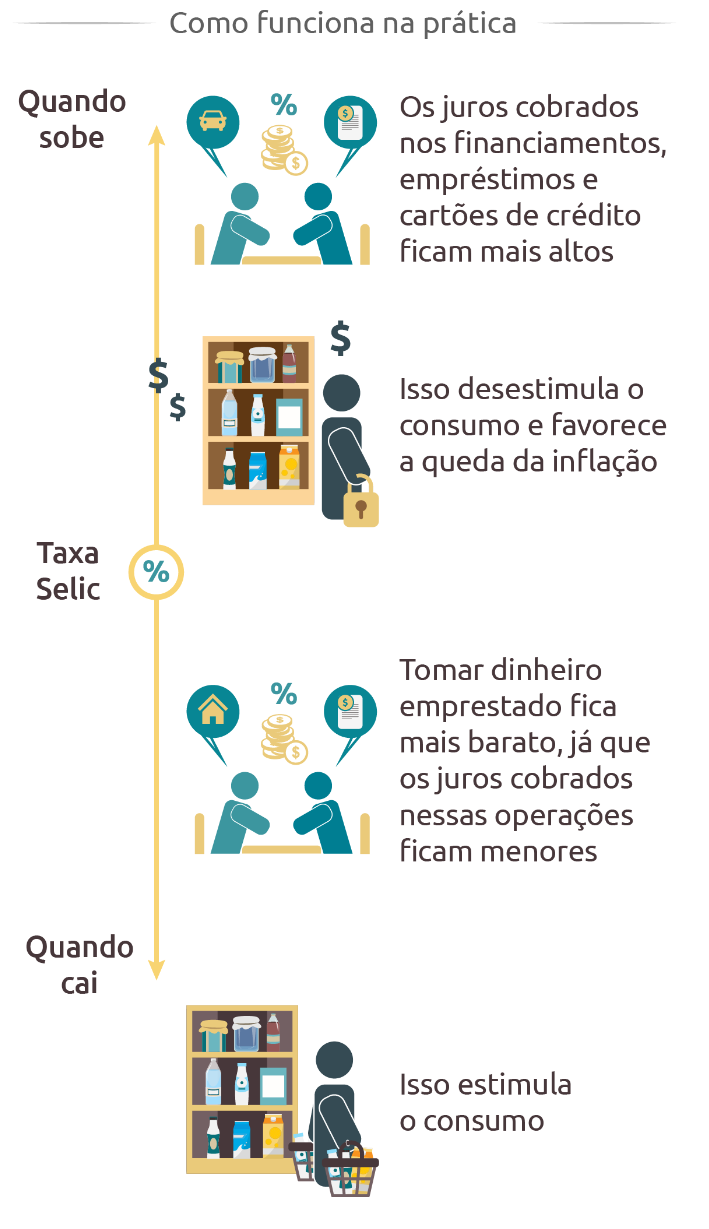 Como funciona na prática
Quando
sobe
%
Os juros cobrados
nos financiamentos,
empréstimos e
cartões de crédito
ficam mais altos
$
$
$
$
$
$
Isso desestimula o
consumo e favorece
a queda da inflação
Taxa
Selic
%
%
$
$
$
Tomar dinheiro
emprestado fica
mais barato, já que
os juros cobrados
nessas operações
ficam menores
Quando
cai
Isso estimula
o consumo